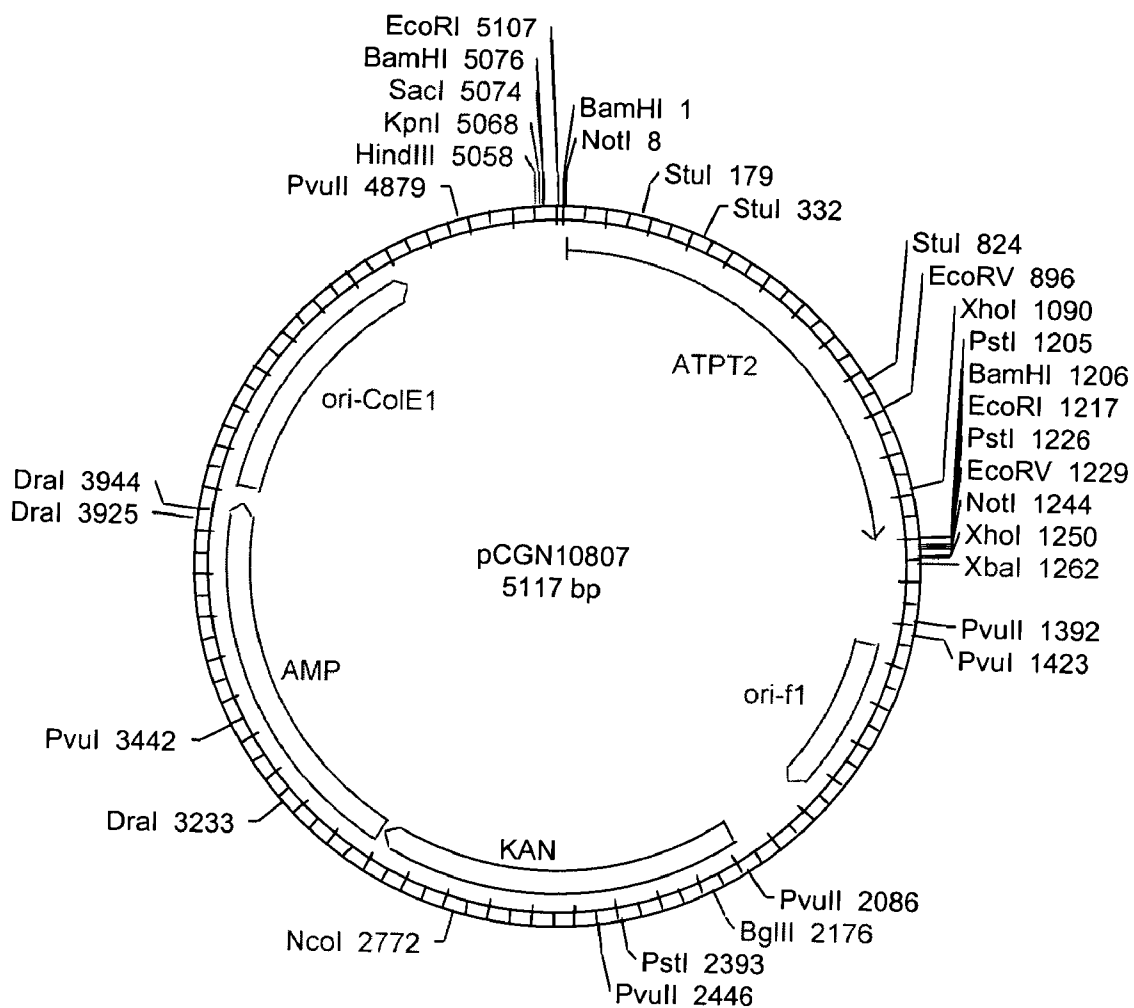 EcoRI 5107
BamHI 5076
SacI 5074
KpnI 5068
HindIII 5058
PvuII 4879
BamHI 1
NotI 8
StuI 179
StuI 332
StuI 824
EcoRV 896
XhoI 1090
PstI 1205
BamHI 1206
EcoRI 1217
PstI 1226
EcoRV 1229
NotI 1244
XhoI 1250
XbaI 1262
PvuII 1392
PvuI 1423
ATPT2
ori-ColE1
DraI 3944
DraI 3925
pCGN10807
5117 bp
AMP
ori-f1
PvuI 3442
DraI 3233
KAN
NcoI 2772
PvuII 2086
BglII 2176
PstI 2393
PvuII 2446